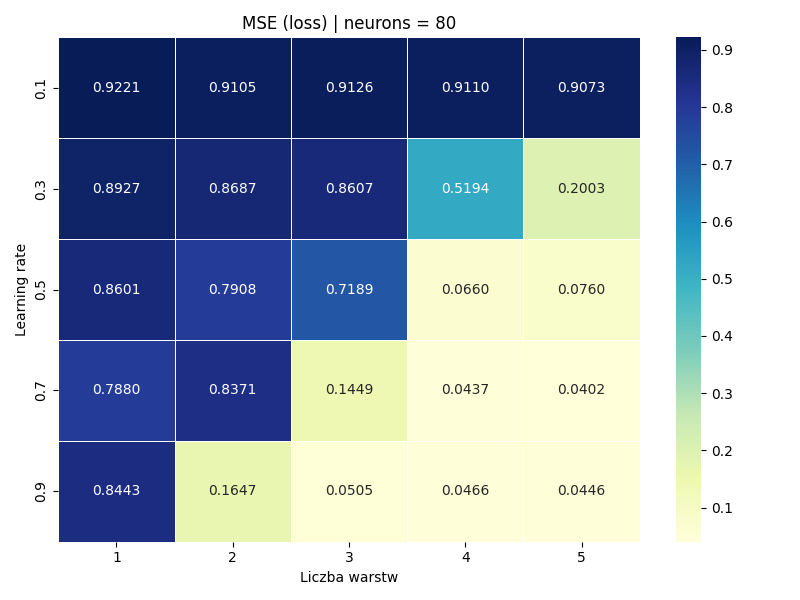 MSE (loss) | neurons = 80
0.9221 0.9105 0.9126 0.9110 0.9073
0.8927 0.8687 0.8607 0.5194 0.2003
0.8601 0.7908 0.7189 0.0660 0.0760
0.7880 0.8371 0.1449 0.0437 0.0402
0.8443 0.1647 0.0505 0.0466 0.0446
0.1
0.3
0.5
0.7
0.9
Learning rate
1 2 3 4 5
Liczba warstw
0.9
0.8
0.7
0.6
0.5
0.4
0.3
0.2
0.1